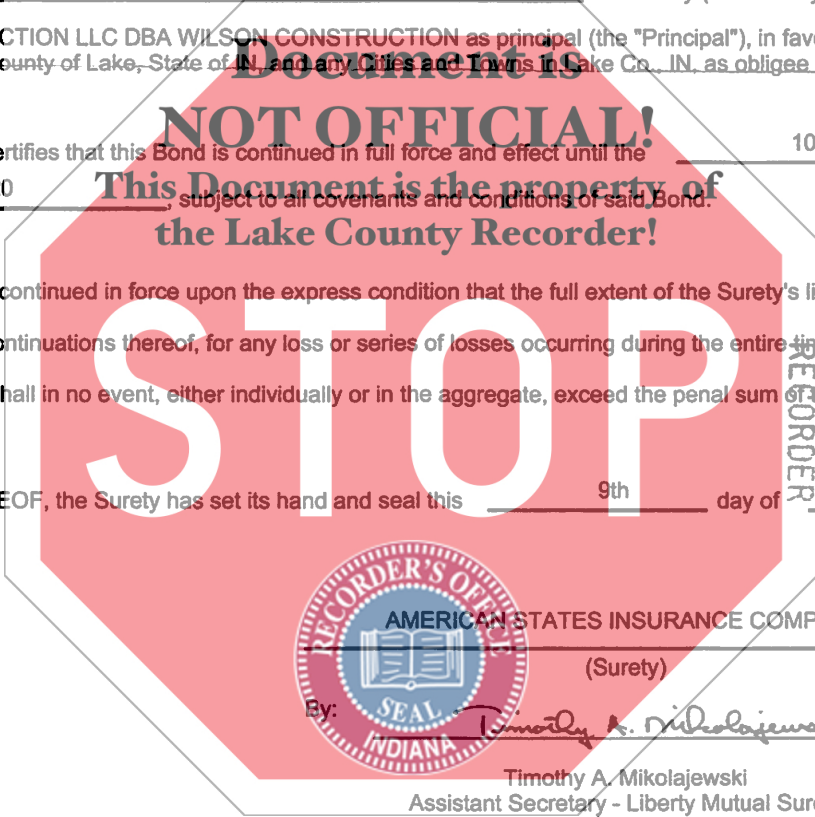 CTION LLC DBA WILSON CONSTRUCTION as principal (the "Principal"), in fav
ounty of Lake, State of IN, and any Cities and Towns in Lake Co., IN, as obligee
Document is
NOT OFFICIAL!
This Document is the property of
the Lake County Recorder!
rtifies that this Bond is continued in full force and effect until the 10
0 , subject to all covenants and conditions of said Bond.
continued in force upon the express condition that the full extent of the Surety's li
ntinuations thereof, for any loss or series of losses occurring during the entire
hall in no event, either individually or in the aggregate, exceed the penal sum of
RECORDER
STOP
EOF, the Surety has set its hand and seal this 9th day of
RECORDER'S OFFICE
SEAL
INDIANA
AMERICAN STATES INSURANCE COMP
(Surety)
By: Timothy A. Mikolajews
Timothy A. Mikolajewski
Assistant Secretary - Liberty Mutual Sur